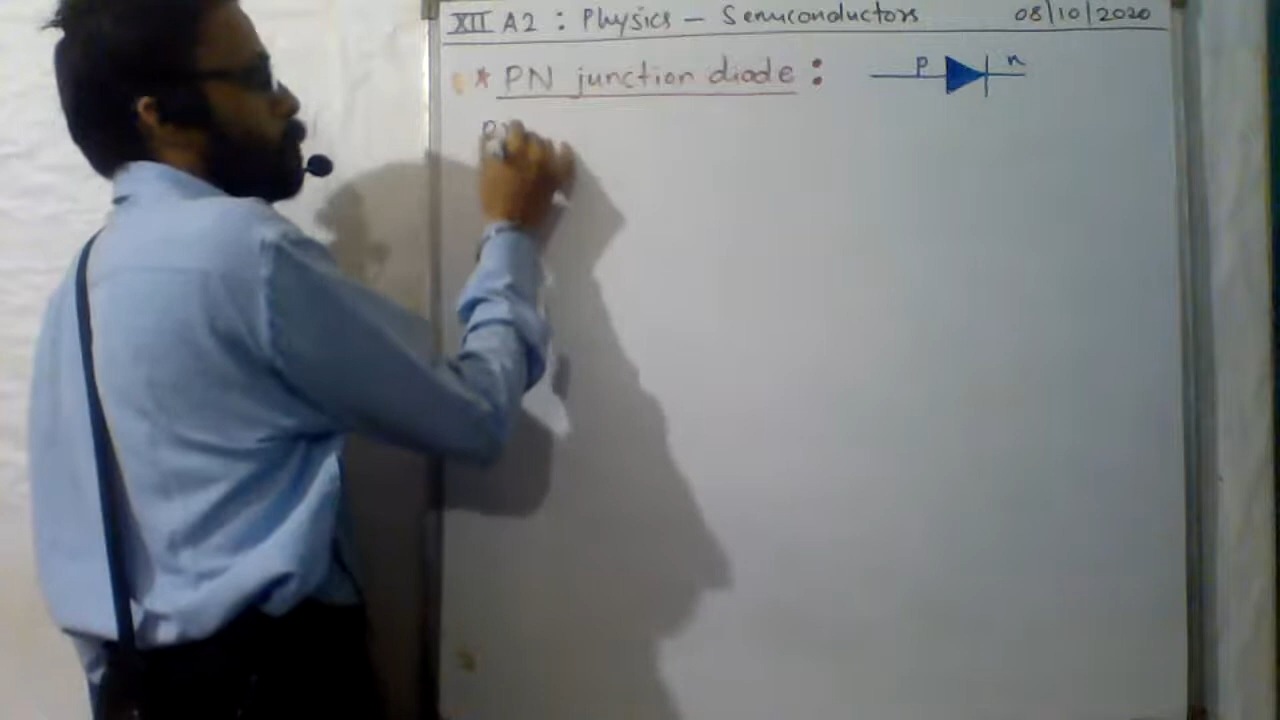 XII A2 : Physics – Semiconductors 08/10/2020
* PN junction diode : P n